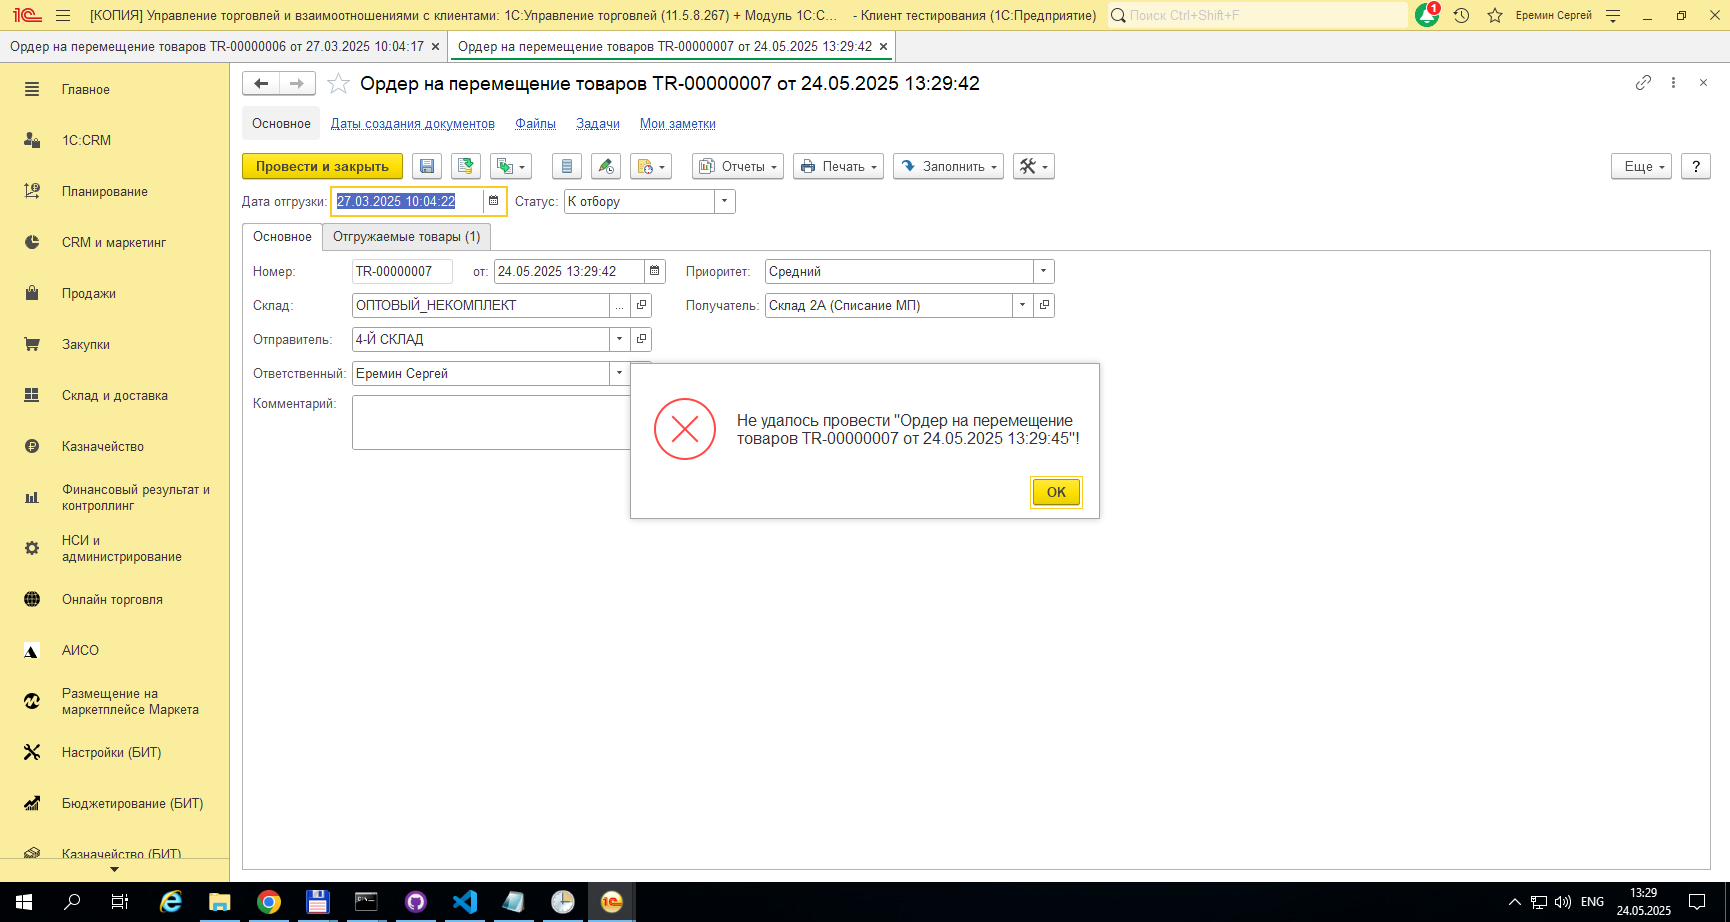 [КОПИЯ] Управление торговлей и взаимоотношениями с клиентами: 1С:Управление торговлей (11.5.8.267) + Модуль 1С:С... - Клиент тестирования (1С:Предприятие)
Поиск Ctrl+Shift+F
1
Еремин Сергей
Ордер на перемещение товаров TR-00000006 от 27.03.2025 10:04:17
Ордер на перемещение товаров TR-00000007 от 24.05.2025 13:29:42
Главное
1С:CRM
Планирование
CRM и маркетинг
Продажи
Закупки
Склад и доставка
Казначейство
Финансовый результат и
контроллинг
НСИ и
администрирование
Онлайн торговля
АИСО
Размещение на
маркетплейсе Маркета
Настройки (БИТ)
Бюджетирование (БИТ)
Казначейство (БИТ)
Ордер на перемещение товаров TR-00000007 от 24.05.2025 13:29:42
Основное Даты создания документов Файлы Задачи Мои заметки
Провести и закрыть Отчеты Печать Заполнить Еще ?
Дата отгрузки: 27.03.2025 10:04:22 Статус: К отбору
Основное Отгружаемые товары (1)
Номер: TR-00000007 от: 24.05.2025 13:29:42 Приоритет: Средний
Склад: ОПТОВЫЙ_НЕКОМПЛЕКТ ... Получатель: Склад 2А (Списание МП)
Отправитель: 4-Й СКЛАД
Ответственный: Еремин Сергей
Комментарий:
Не удалось провести "Ордер на перемещение
товаров TR-00000007 от 24.05.2025 13:29:45"!
OK
ENG
13:29
24.05.2025